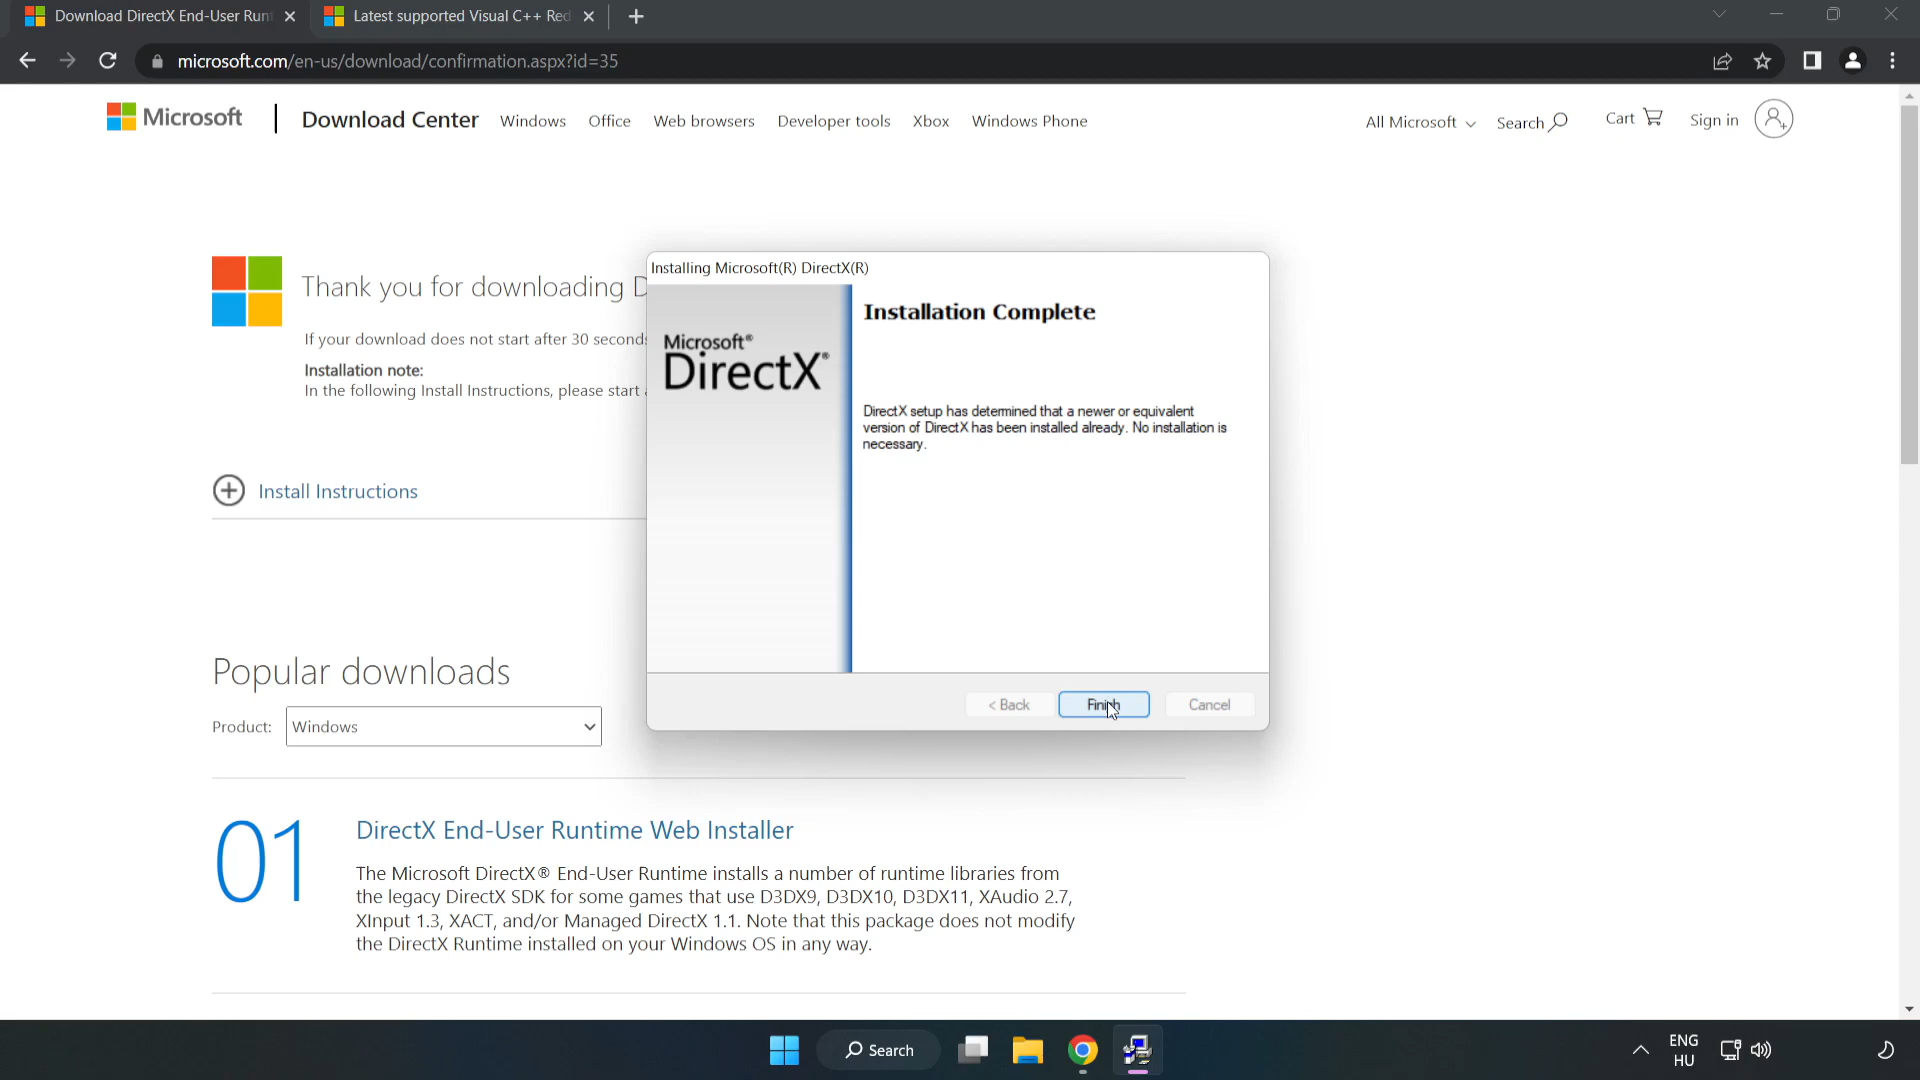 Download DirectX End-User Runt
Latest supported Visual C++ Red
microsoft.com/en-us/download/confirmation.aspx?id=35
Microsoft
Download Center
Windows
Office
Web browsers
Developer tools
Xbox
Windows Phone
All Microsoft
Search
Cart
Sign in
Thank you for downloading D
If your download does not start after 30 seconds
Installation note:
In the following Install Instructions, please start a
Install Instructions
Installing Microsoft(R) DirectX(R)
Microsoft®
DirectX®
Installation Complete
DirectX setup has determined that a newer or equivalent
version of DirectX has been installed already. No installation is
necessary.
< Back
Finish
Cancel
Popular downloads
Product:
Windows
01
DirectX End-User Runtime Web Installer
The Microsoft DirectX® End-User Runtime installs a number of runtime libraries from
the legacy DirectX SDK for some games that use D3DX9, D3DX10, D3DX11, XAudio 2.7,
XInput 1.3, XACT, and/or Managed DirectX 1.1. Note that this package does not modify
the DirectX Runtime installed on your Windows OS in any way.
Search
ENG
HU